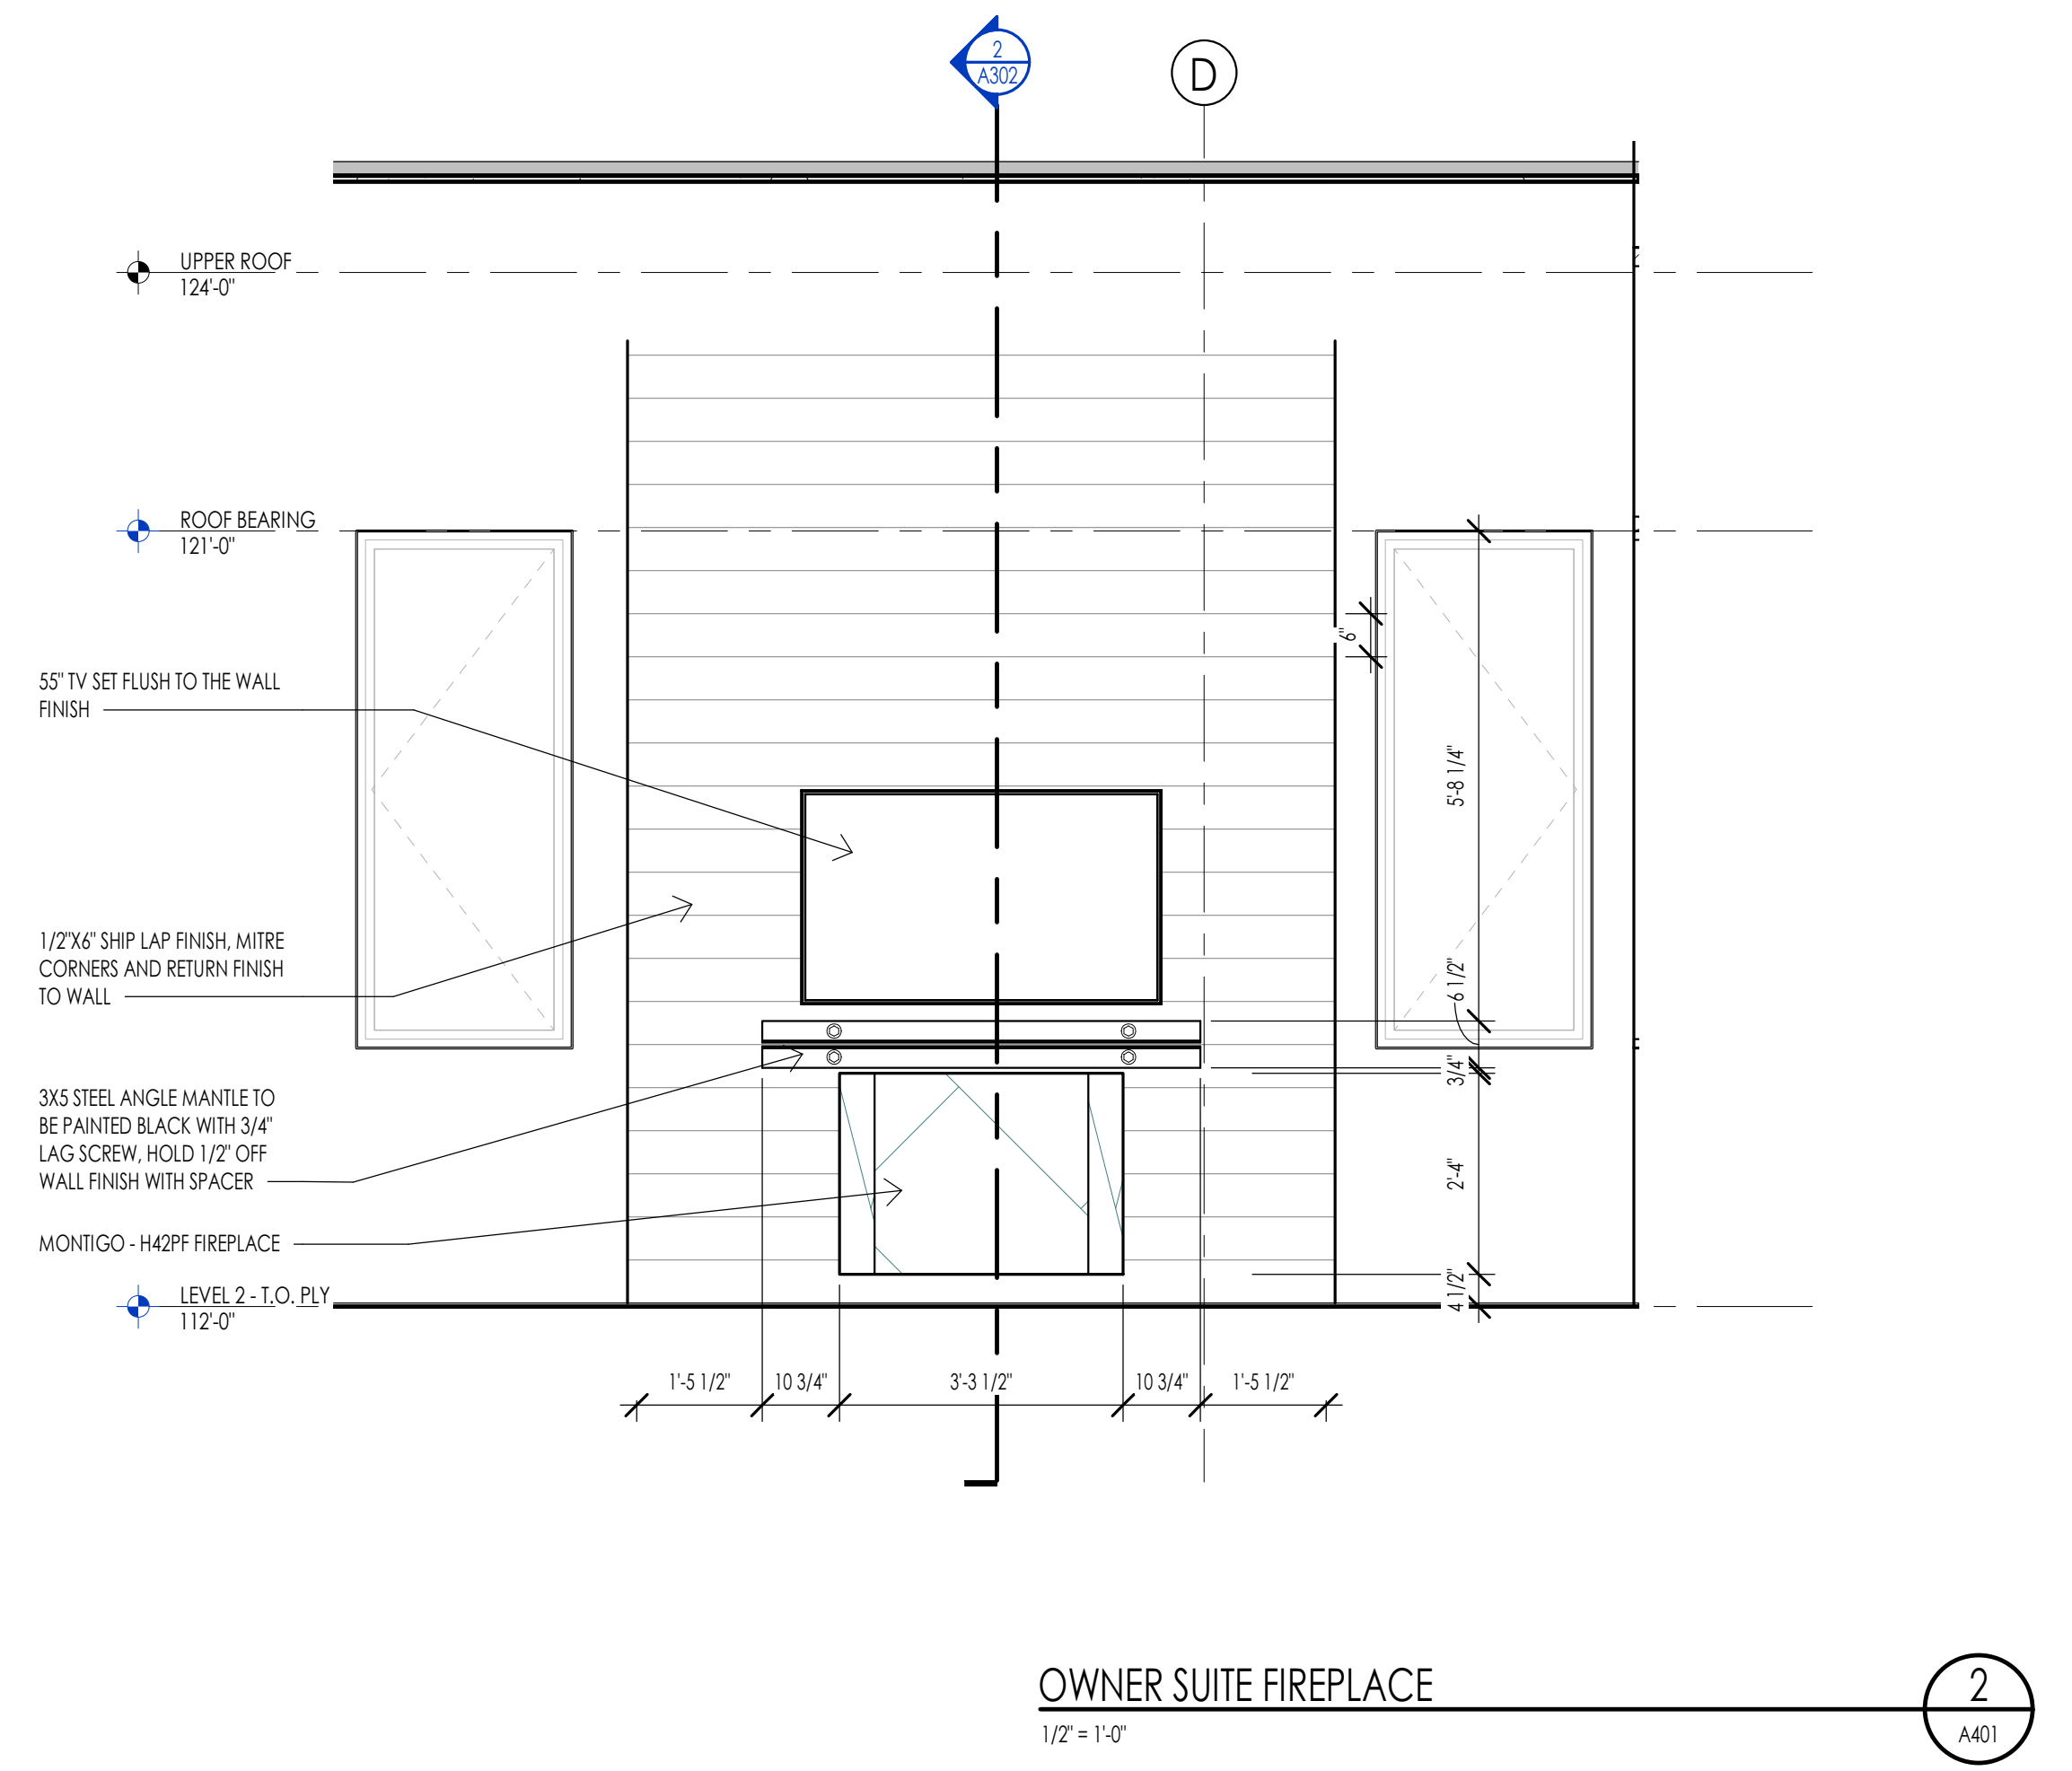 2
A302
D
UPPER ROOF
124'-0"
ROOF BEARING
121'-0"
6"
55" TV SET FLUSH TO THE WALL
FINISH
5'-8 1/4"
1/2"X6" SHIP LAP FINISH, MITRE
CORNERS AND RETURN FINISH
TO WALL
6 1/2"
3/4"
3X5 STEEL ANGLE MANTLE TO
BE PAINTED BLACK WITH 3/4"
LAG SCREW, HOLD 1/2" OFF
WALL FINISH WITH SPACER
2'-4"
MONTIGO - H42PF FIREPLACE
4 1/2"
LEVEL 2 - T.O. PLY
112'-0"
1'-5 1/2"
10 3/4"
3'-3 1/2"
10 3/4"
1'-5 1/2"
OWNER SUITE FIREPLACE
1/2" = 1'-0"
2
A401